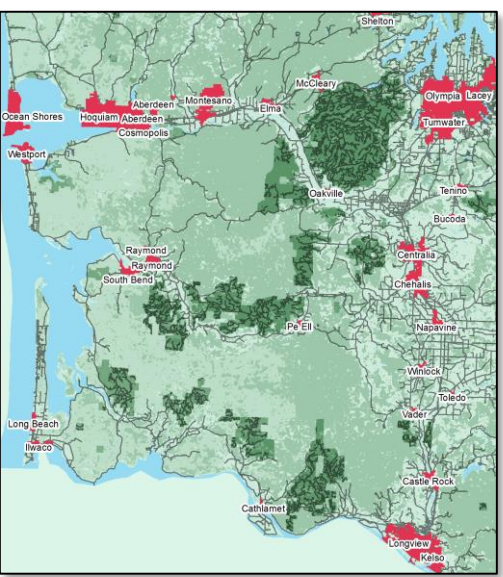 Shelton
McCleary
Olympia
Lacey
Aberdeen
Montesano
Elma
Ocean Shores
Hoquiam
Aberdeen
Cosmopolis
Tumwater
Westport
Oakville
Tenino
Bucoda
Raymond
Raymond
South Bend
Centralia
Chehalis
Pe Ell
Napavine
Winlock
Toledo
Vader
Long Beach
Ilwaco
Castle Rock
Cathlamet
Longview
Kelso